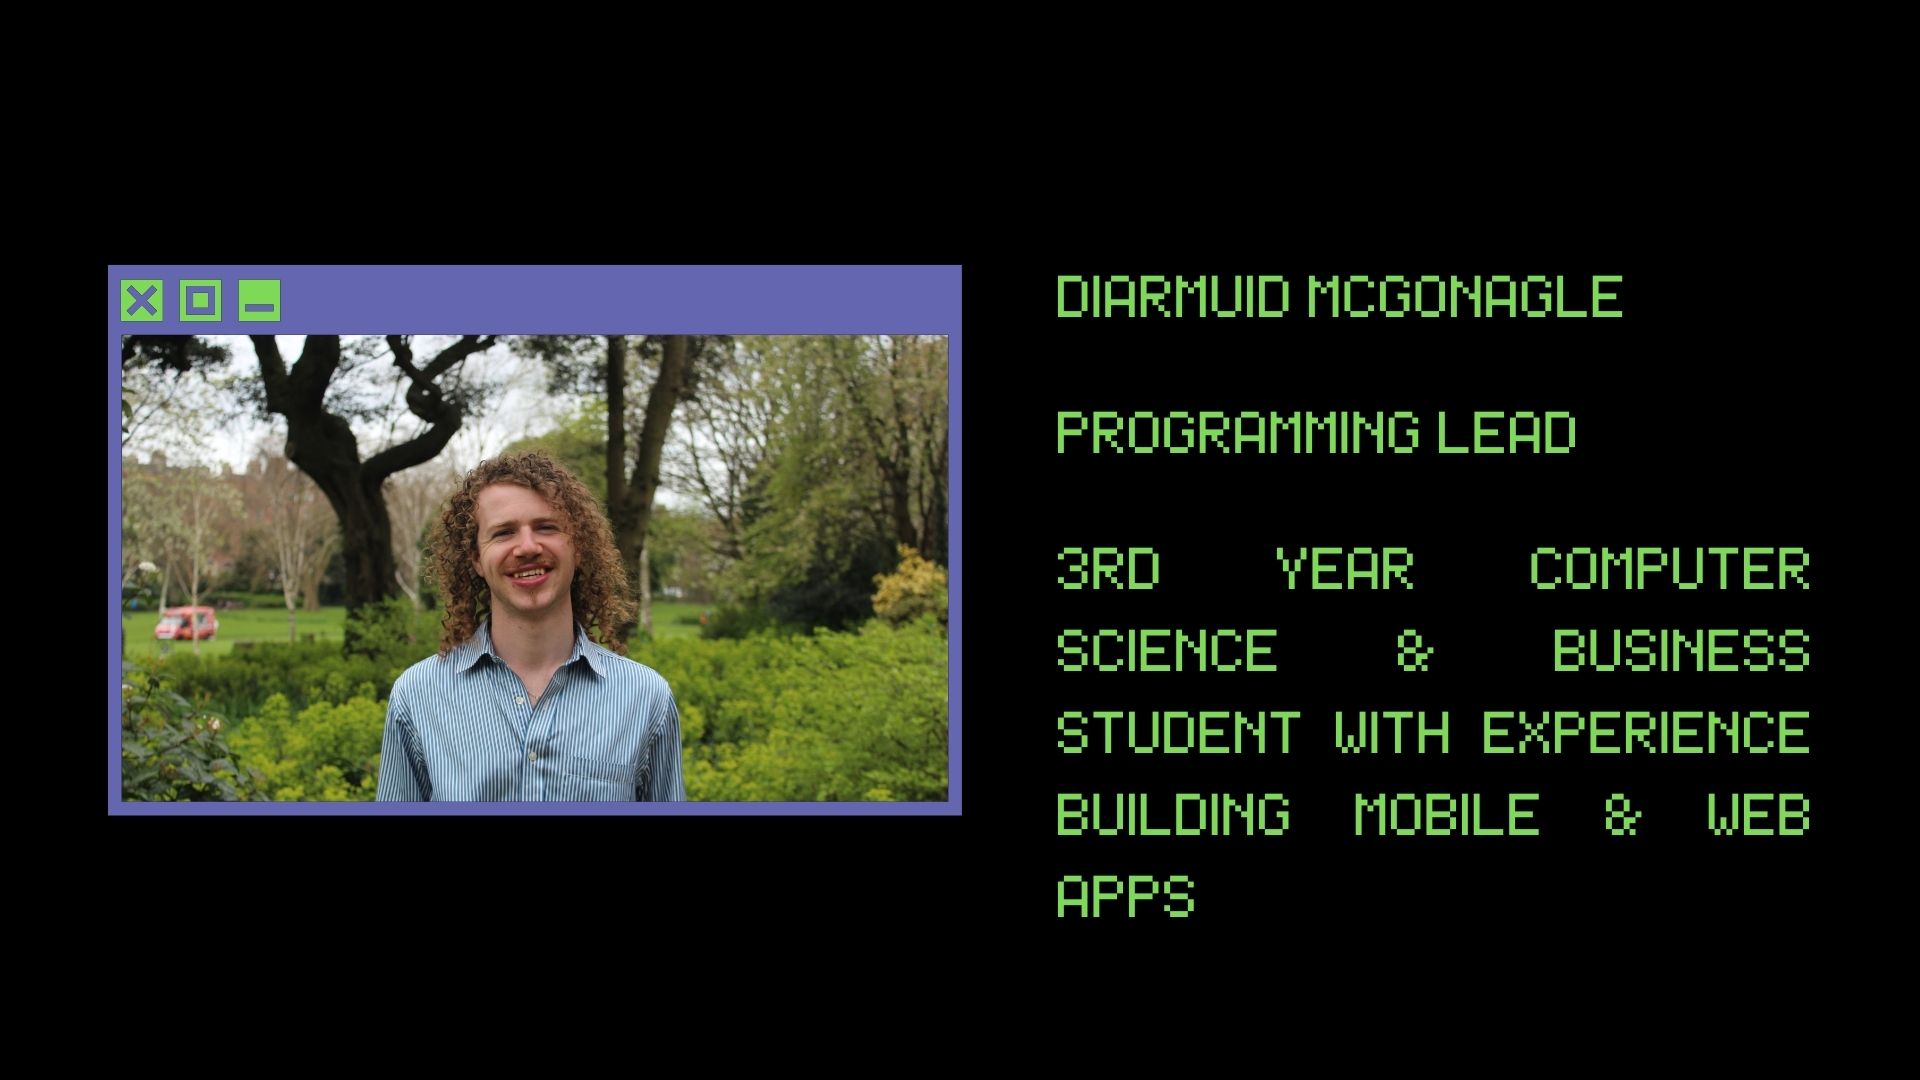 DIARMUID MCGONAGLE
PROGRAMMING LEAD
3RD YEAR COMPUTER
SCIENCE & BUSINESS
STUDENT WITH EXPERIENCE
BUILDING MOBILE & WEB
APPS